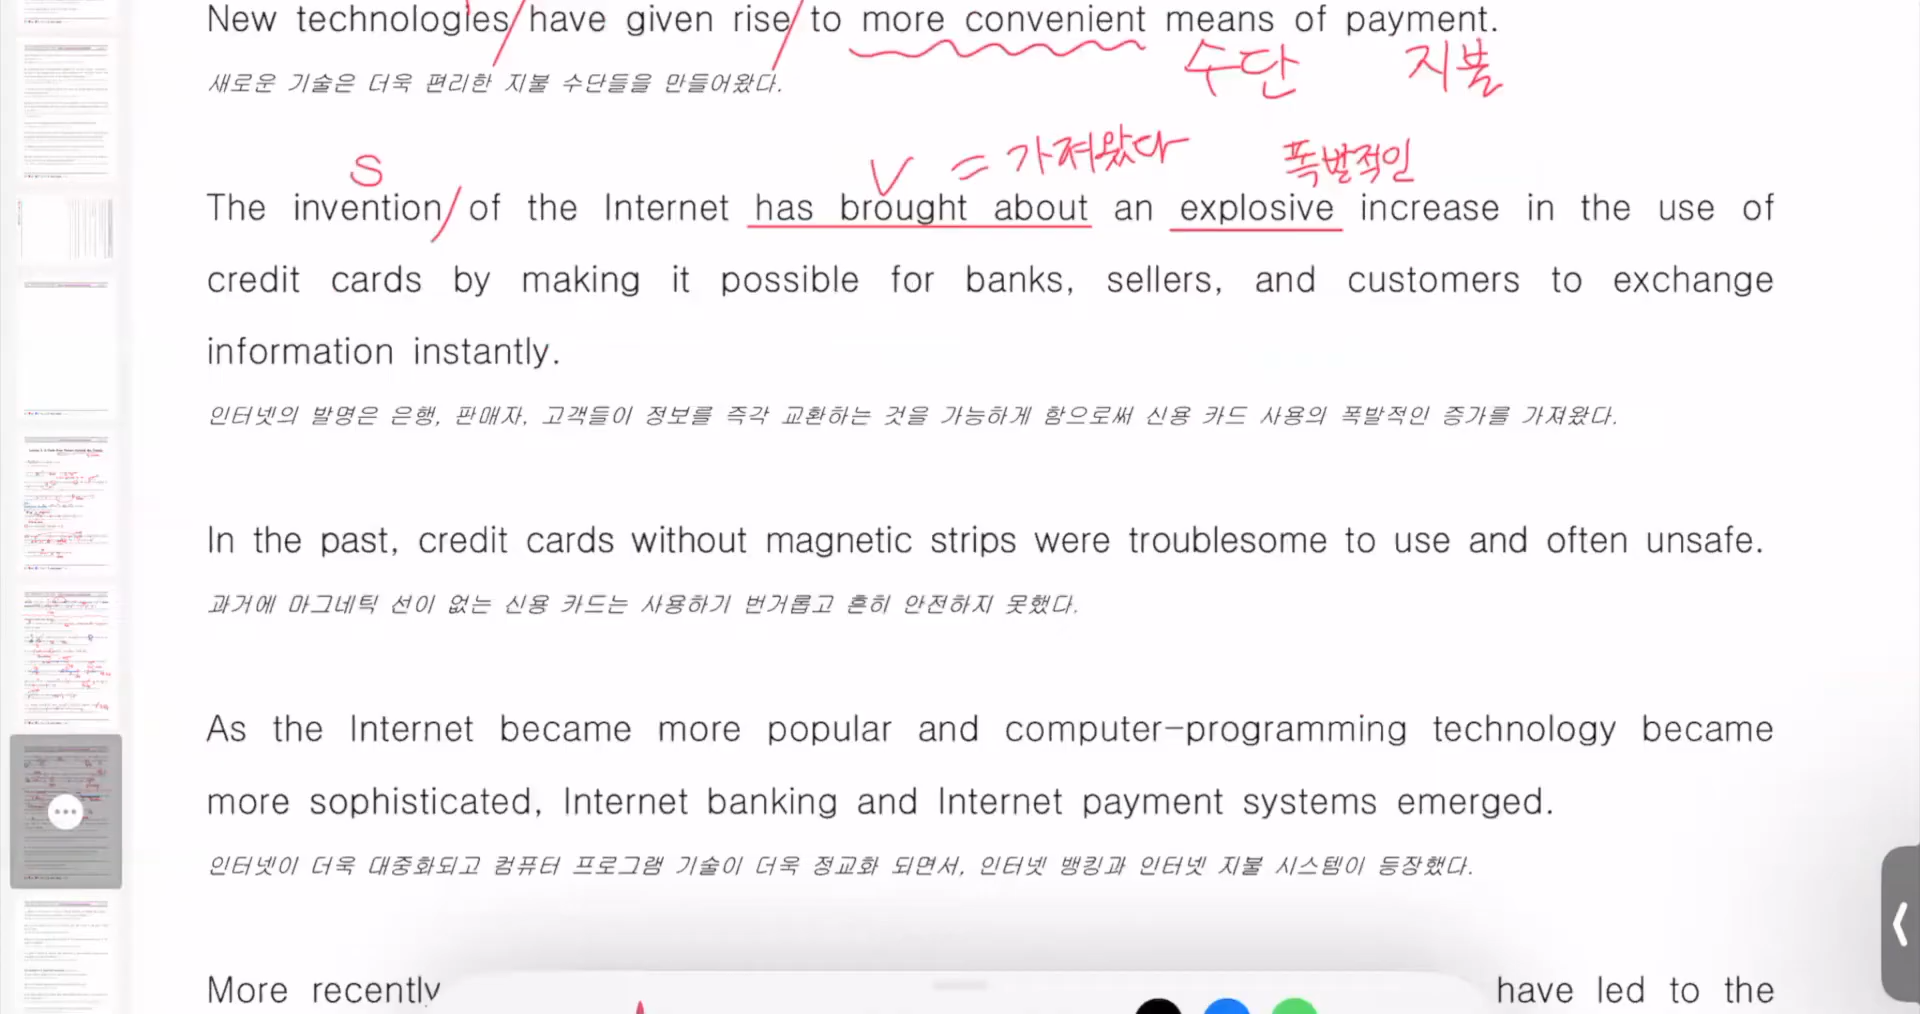 New technologies have given rise to more convenient means of payment.
수단 지불
새로운 기술은 더욱 편리한 지불 수단들을 만들어왔다.
S V = 가져왔다 폭발적인
The invention of the Internet has brought about an explosive increase in the use of
credit cards by making it possible for banks, sellers, and customers to exchange
information instantly.
인터넷의 발명은 은행, 판매자, 고객들이 정보를 즉각 교환하는 것을 가능하게 함으로써 신용 카드 사용의 폭발적인 증가를 가져왔다.
In the past, credit cards without magnetic strips were troublesome to use and often unsafe.
과거에 마그네틱 선이 없는 신용 카드는 사용하기 번거롭고 흔히 안전하지 못했다.
As the Internet became more popular and computer-programming technology became
more sophisticated, Internet banking and Internet payment systems emerged.
인터넷이 더욱 대중화되고 컴퓨터 프로그램 기술이 더욱 정교화 되면서, 인터넷 뱅킹과 인터넷 지불 시스템이 등장했다.
More recently have led to the